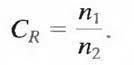 C_R = n_1 / n_2.